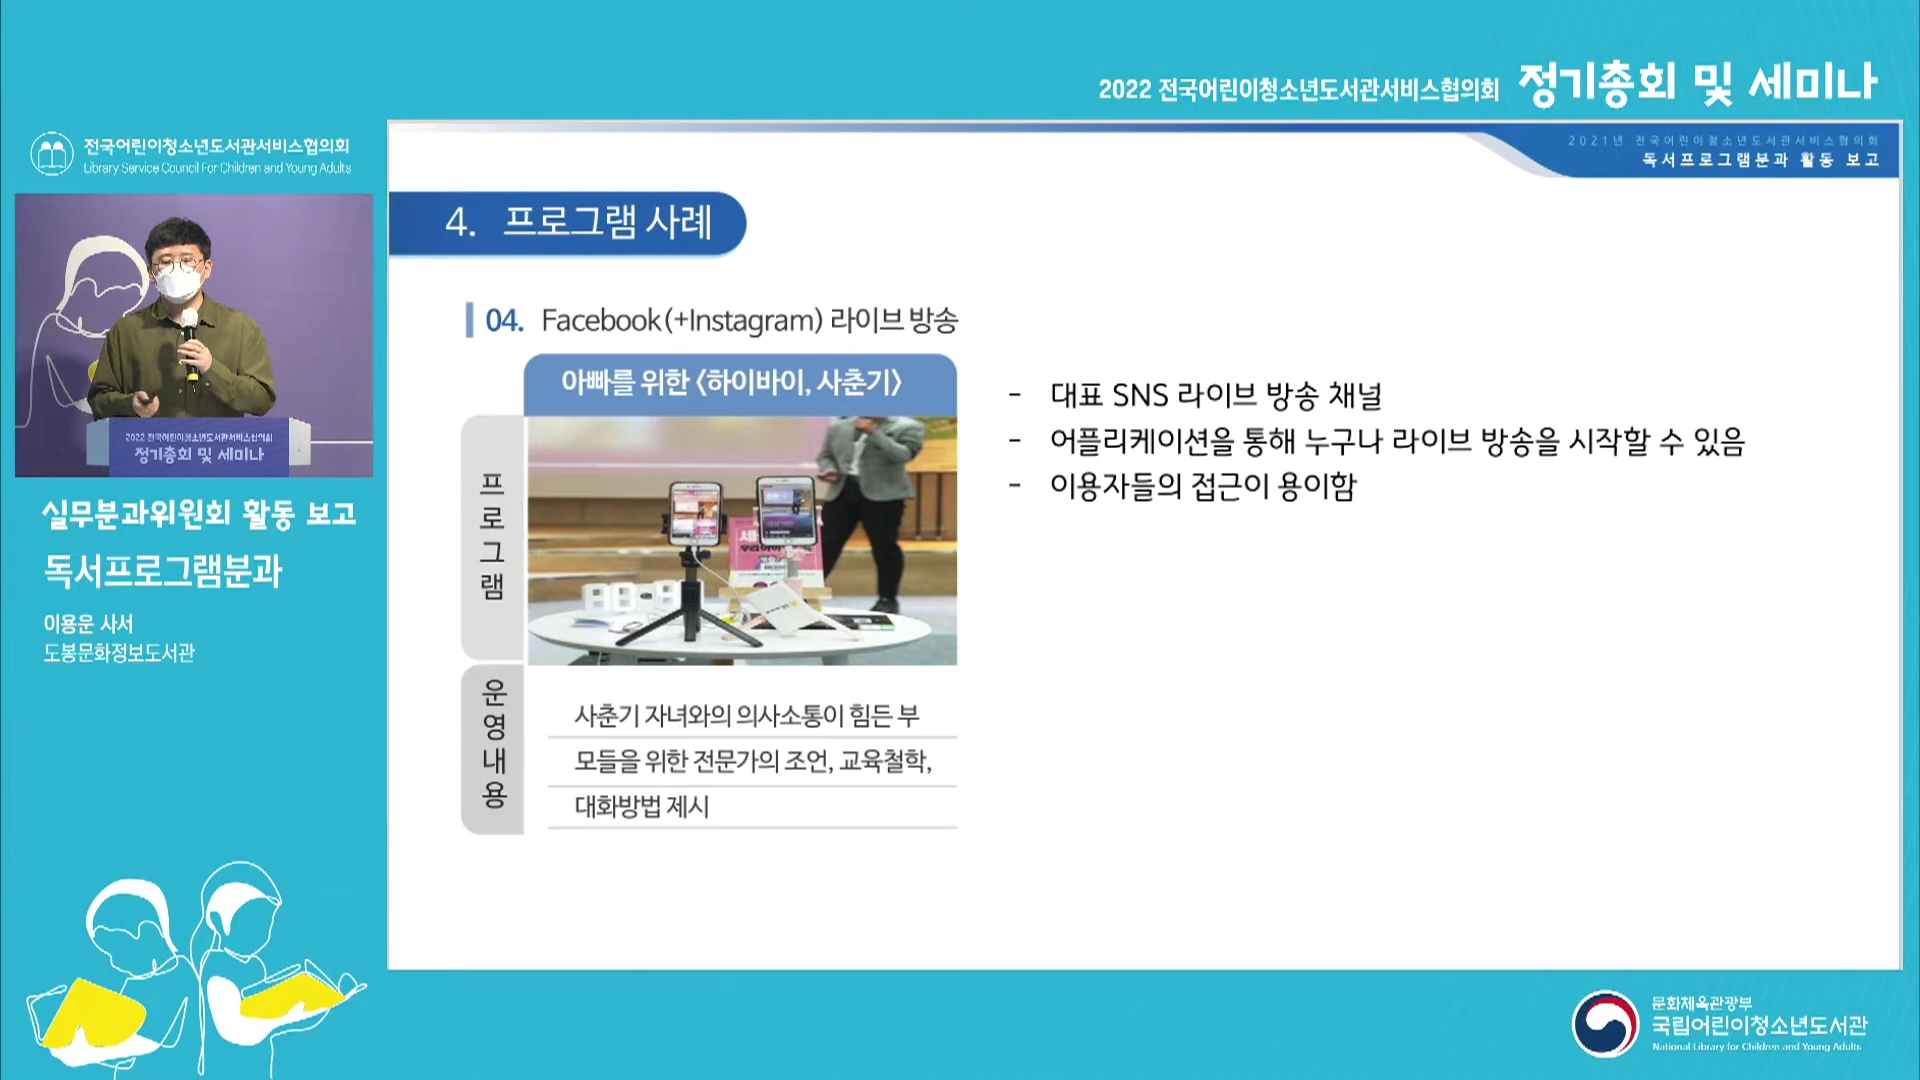 2022 전국어린이청소년도서관서비스협의회 정기총회 및 세미나
전국어린이청소년도서관서비스협의회
Library Service Council For Children and Young Adults
2022 전국어린이청소년도서관서비스협의회
정기총회 및 세미나
실무분과위원회 활동 보고
독서프로그램분과
이용운 사서
도봉문화정보도서관
2021년 전국어린이청소년도서관서비스협의회
독서프로그램분과 활동 보고
4. 프로그램 사례
04. Facebook(+Instagram) 라이브 방송
아빠를 위한 〈하이바이, 사춘기〉
프로그램
운영내용
사춘기 자녀와의 의사소통이 힘든 부
모들을 위한 전문가의 조언, 교육철학,
대화방법 제시
- 대표 SNS 라이브 방송 채널
- 어플리케이션을 통해 누구나 라이브 방송을 시작할 수 있음
- 이용자들의 접근이 용이함
문화체육관광부
국립어린이청소년도서관
National Library for Children and Young Adults